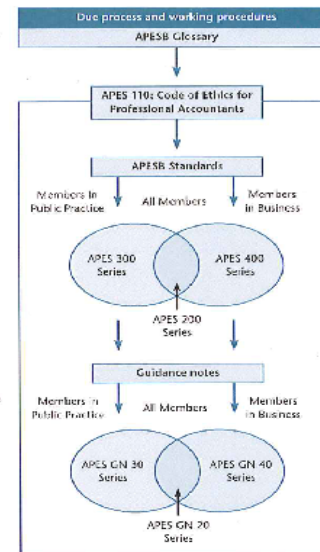 Due process and working procedures
APESB Glossary
APES 110: Code of Ethics for
Professional Accountants
APESB Standards
Members in
Public Practice
All Members
Members
in Business
APES 300
Series
APES 400
Series
APES 200
Series
Guidance notes
Members in
Public Practice
All Members
Members
in Business
APES GN 30
Series
APES GN 40
Series
APES GN 20
Series